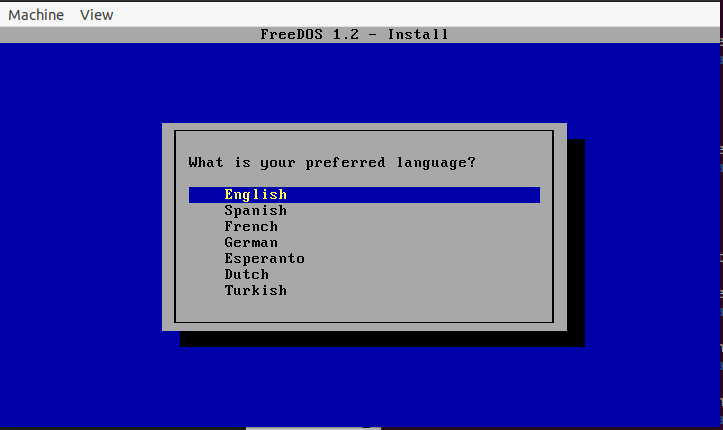 Machine View
FreeDOS 1.2 - Install
What is your preferred language?
English
Spanish
French
German
Esperanto
Dutch
Turkish